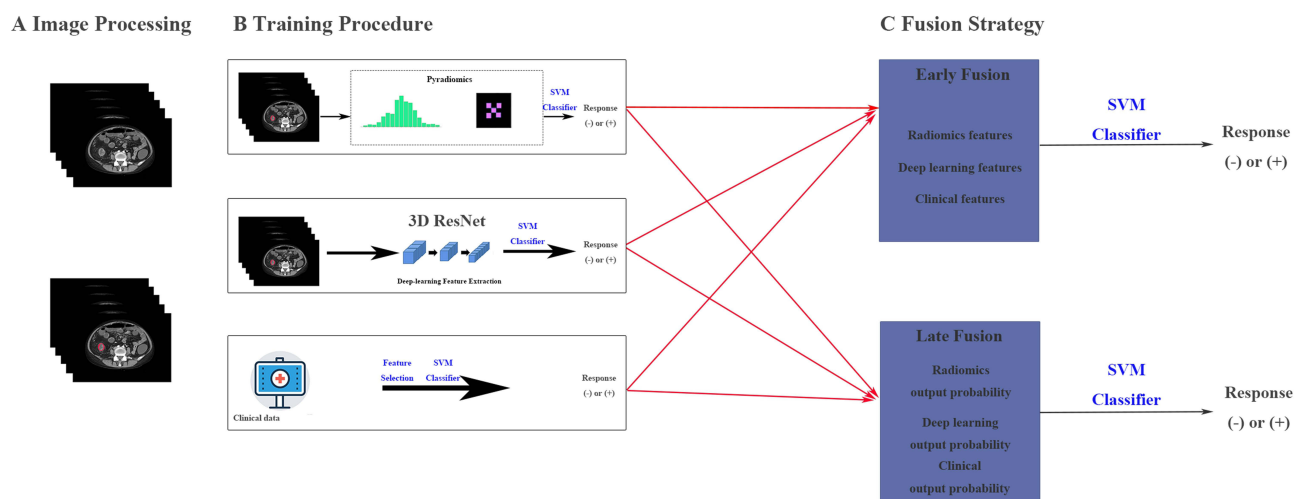 A Image Processing
B Training Procedure
C Fusion Strategy
Pyradiomics
SVM
Classifier
Response
(-) or (+)
3D ResNet
SVM
Classifier
Response
(-) or (+)
Deep-learning Feature Extraction
Feature
Selection
SVM
Classifier
Response
(-) or (+)
Clinical data
Early Fusion
Radiomics features
Deep learning features
Clinical features
SVM
Classifier
Response
(-) or (+)
Late Fusion
Radiomics
output probability
Deep learning
output probability
Clinical
output probability
SVM
Classifier
Response
(-) or (+)